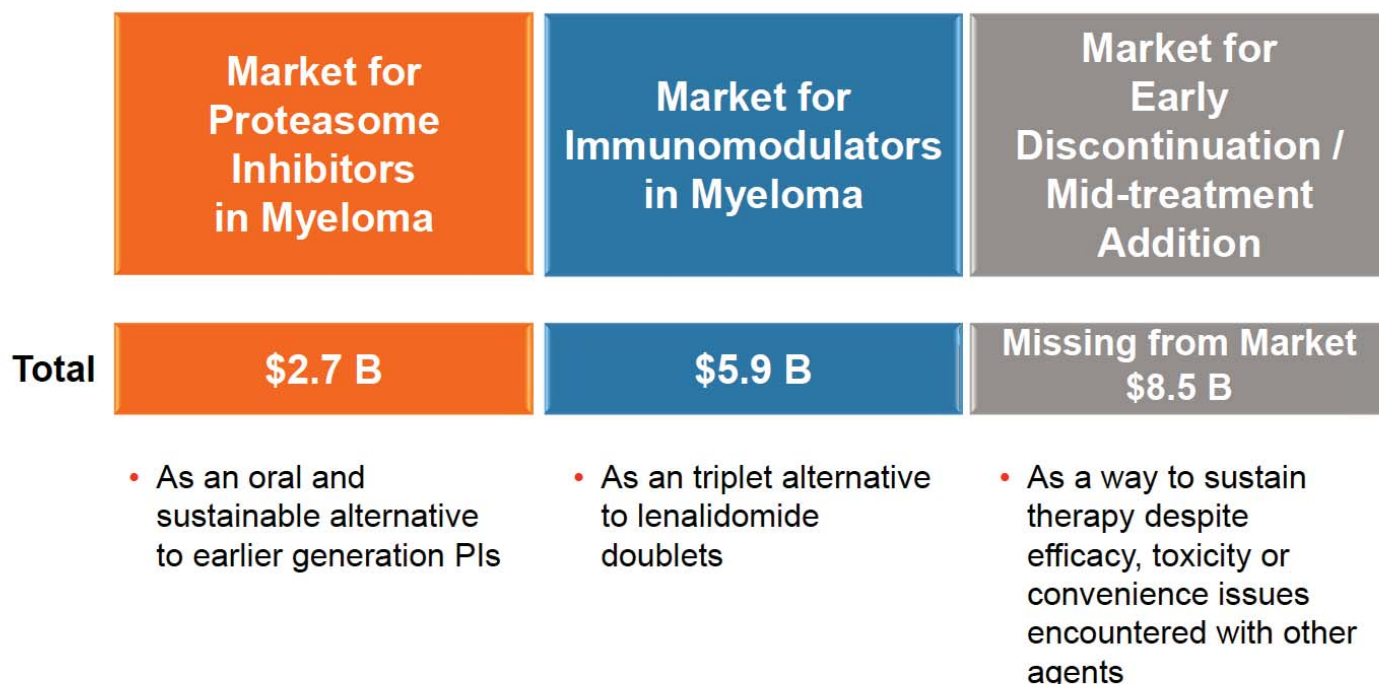 Market for
Proteasome
Inhibitors
in Myeloma
Market for
Immunomodulators
in Myeloma
Market for
Early
Discontinuation /
Mid-treatment
Addition
Total
$2.7 B
$5.9 B
Missing from Market
$8.5 B
• As an oral and
sustainable alternative
to earlier generation PIs
• As an triplet alternative
to lenalidomide
doublets
• As a way to sustain
therapy despite
efficacy, toxicity or
convenience issues
encountered with other
agents